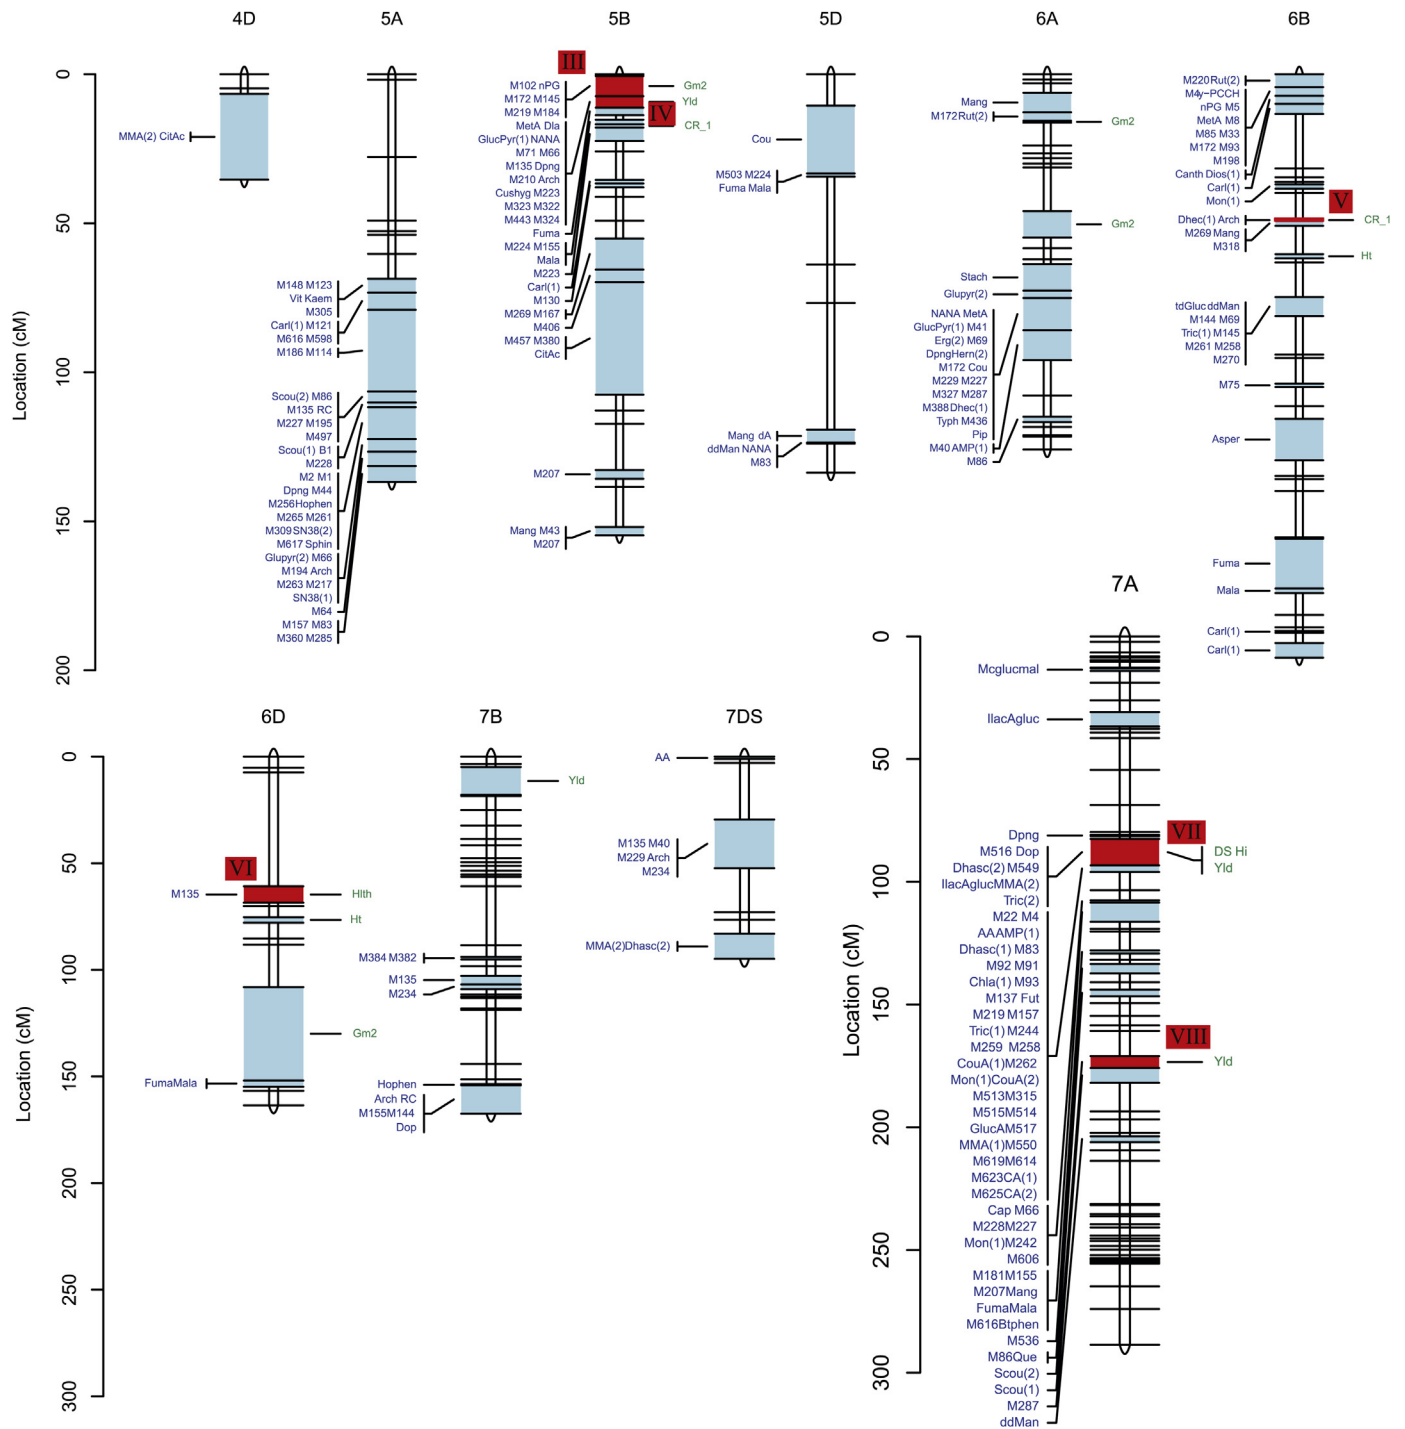 4D
5A
5B
5D
6A
6B
Location (cM)
0
50
100
150
200
MMA(2) CitAc
M148 M123
Vit Kaem
M305
Carl(1) M121
M616 M598
M186 M114
Scou(2) M86
M135 RC
M227 M195
M497
Scou(1) B1
M228
M2 M1
Dpng M44
M256Hophen
M265 M261
M309SN38(2)
M617 Sphin
Glupyr(2) M66
M194 Arch
M263 M217
SN38(1)
M64
M157 M83
M360 M285
III
IV
M102 nPG
M172 M145
M219 M184
MetA Dla
GlucPyr(1) NANA
M71 M66
M135 Dpng
M210 Arch
Cushyg M223
M323 M322
M443 M324
Fuma
M224 M155
Mala
M223
Carl(1)
M130
M269 M167
M406
M457 M380
CitAc
M207
Mang M43
M207
Gm2
Yld
CR_1
Cou
M503 M224
Fuma Mala
Mang dA
ddMan NANA
M83
Mang
M172Rut(2)
Stach
Glupyr(2)
NANA MetA
GlucPyr(1) M41
Erg(2) M69
DpngHern(2)
M172 Cou
M229 M227
M327 M287
M388Dhec(1)
Typh M436
Pip
M40 AMP(1)
M86
Gm2
Gm2
M220Rut(2)
M4y-PCCH
nPG M5
MetA M8
M85 M33
M172 M93
M198
Canth Dios(1)
Carl(1)
Mon(1)
Dhec(1) Arch
M269 Mang
M318
tdGlucddMan
M144 M69
Tric(1) M145
M261 M258
M270
M75
Asper
Fuma
Mala
Carl(1)
Carl(1)
V
CR_1
Ht
6D
7B
7DS
Location (cM)
0
50
100
150
200
250
300
VI
M135
FumaMala
Hlth
Ht
Gm2
M384 M382
M135
M234
Hophen
Arch RC
M155M144
Dop
Yld
AA
M135 M40
M229 Arch
M234
MMA(2)Dhasc(2)
7A
Location (cM)
0
50
100
150
200
250
300
Mcglucmal
IlacAgluc
Dpng
M516 Dop
Dhasc(2) M549
IlacAglucMMA(2)
Tric(2)
M22 M4
AAAMP(1)
Dhasc(1) M83
M92 M91
Chla(1) M93
M137 Fut
M219 M157
Tric(1) M244
M259 M258
CouA(1)M262
Mon(1)CouA(2)
M513M315
M515M514
GlucAM517
MMA(1)M550
M619M614
M623CA(1)
M625CA(2)
Cap M66
M228M227
Mon(1)M242
M606
M181M155
M207Mang
FumaMala
M616Btphen
M536
M86Que
Scou(2)
Scou(1)
M287
ddMan
VII
DS Hi
Yld
VIII
Yld